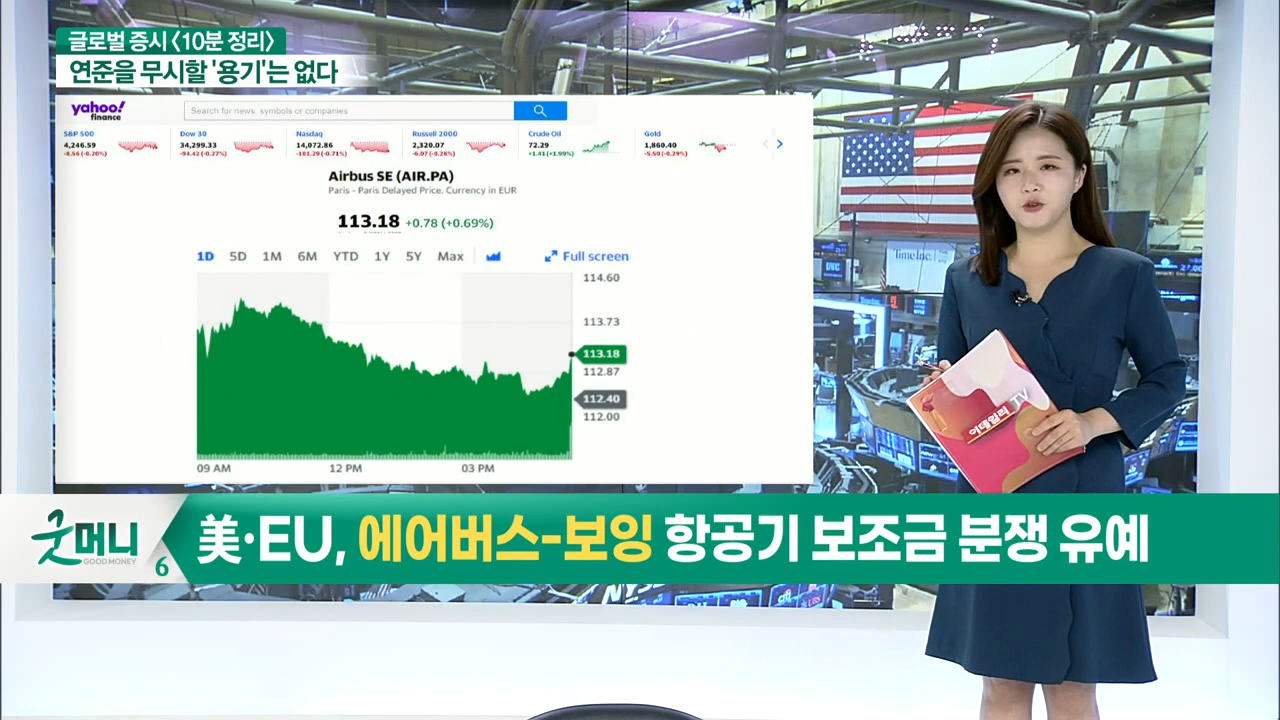 글로벌 증시 <10분 정리>
연준을 무시할 '용기'는 없다
yahoo!
finance
Search for news, symbols or companies
S&P 500
4,246.59
-8.56 (-0.20%)
Dow 30
34,299.33
-94.42 (-0.27%)
Nasdaq
14,072.86
-101.29 (-0.71%)
Russell 2000
2,320.07
-6.07 (-0.26%)
Crude Oil
72.29
+1.41 (+1.99%)
Gold
1,860.40
-5.50 (-0.29%)
Airbus SE (AIR.PA)
Paris - Paris Delayed Price. Currency in EUR
113.18 +0.78 (+0.69%)
1D 5D 1M 6M YTD 1Y 5Y Max Full screen
114.60
113.73
113.18
112.87
112.40
112.00
09 AM 12 PM 03 PM
Time Inc.
이데일리 TV
굿머니
GOOD MONEY
6
美·EU, 에어버스-보잉 항공기 보조금 분쟁 유예